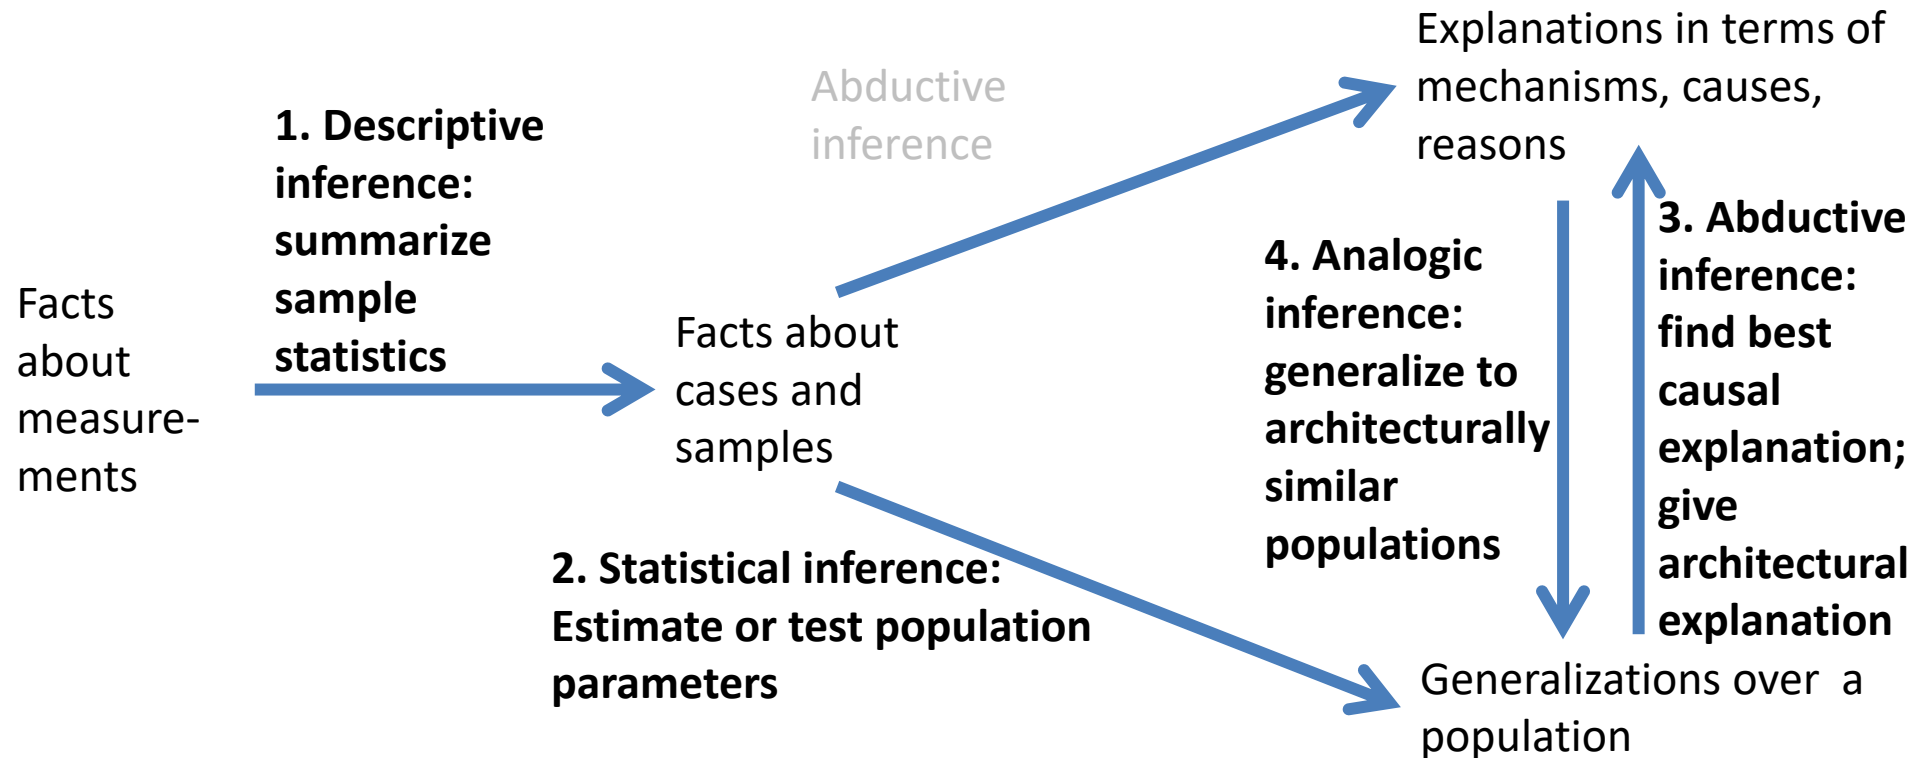 Facts
about
measure-
ments
1. Descriptive
inference:
summarize
sample
statistics
Abductive
inference
Facts about
cases and
samples
2. Statistical inference:
Estimate or test population
parameters
Explanations in terms of
mechanisms, causes,
reasons
4. Analogic
inference:
generalize to
architecturally
similar
populations
3. Abductive
inference:
find best
causal
explanation;
give
architectural
explanation
Generalizations over a
population